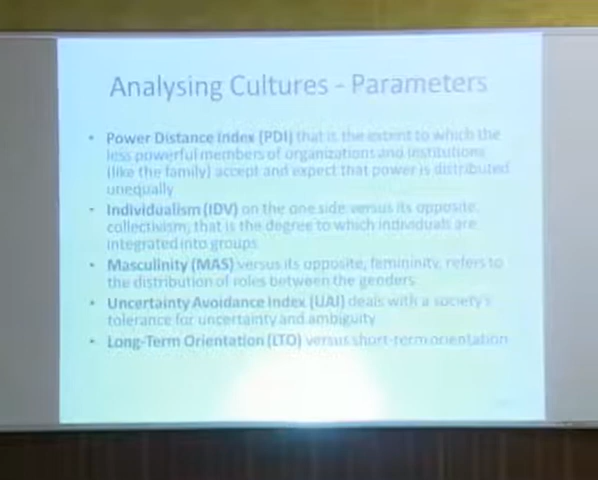 Analysing Cultures - Parameters
• Power Distance Index (PDI) that is the extent to which the
less powerful members of organizations and institutions
(like the family) accept and expect that power is distributed
unequally
• Individualism (IDV) on the one side versus its opposite,
collectivism, that is the degree to which individuals are
integrated into groups
• Masculinity (MAS) versus its opposite, femininity, refers to
the distribution of roles between the genders
• Uncertainty Avoidance Index (UAI) deals with a society's
tolerance for uncertainty and ambiguity
• Long-Term Orientation (LTO) versus short-term orientation